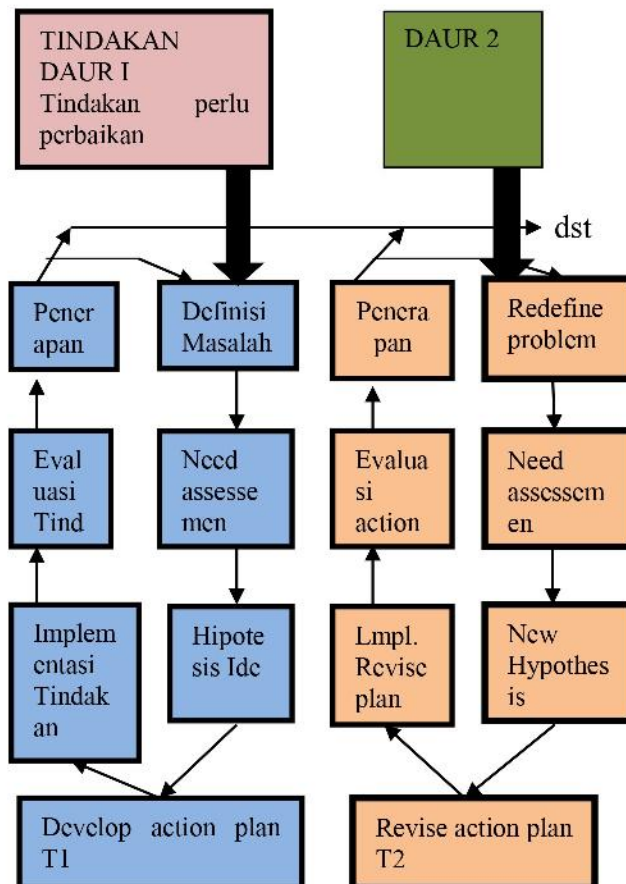 TINDAKAN
DAUR I
Tindakan perlu
perbaikan
DAUR 2
dst
Pener
apan
Definisi
Masalah
Penera
pan
Redefine
problem
Eval
uasi
Tind
Need
assesse
men
Evalua
si
action
Need
assessem
en
Implem
entasi
Tindak
an
Hipote
sis Ide
Lmpl.
Revise
plan
New
Hypothes
is
Develop action plan
T1
Revise action plan
T2